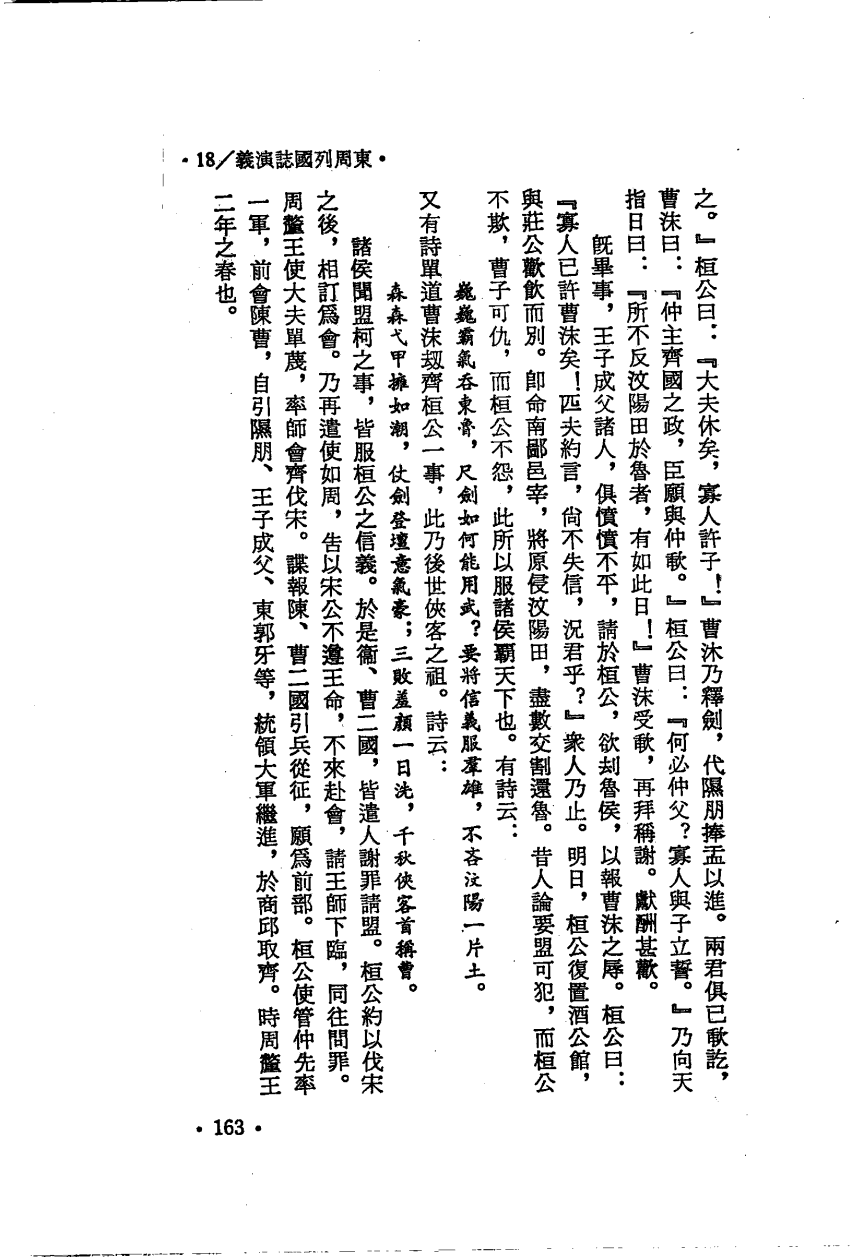 ·東周列國誌演義/18·
之。』桓公曰：『大夫休矣，寡人許子！』曹沫乃釋劍，代隰朋捧盂以進。兩君俱已歃訖，
曹沫曰：『仲主齊國之政，臣願與仲歃。』桓公曰：『何必仲父？寡人與子立誓。』乃向天
指日曰：『所不反汶陽田於魯者，有如此日！』曹沫受歃，再拜稱謝。獻酬甚歡。
既畢事，王子成父諸人，俱憤憤不平，請於桓公，欲刦魯侯，以報曹沫之辱。桓公曰：
『寡人已許曹沫矣！匹夫約言，尙不失信，況君乎？』衆人乃止。明日，桓公復置酒公館，
與莊公歡飲而別。卽命南鄙邑宰，將原侵汶陽田，盡數交割還魯。昔人論要盟可犯，而桓公
不欺，曹子可仇，而桓公不怨，此所以服諸侯霸天下也。有詩云：
巍巍霸氣吞東魯，尺劍如何能用武？要將信義服羣雄，不吝汶陽一片土。
又有詩單道曹沫刧齊桓公一事，此乃後世俠客之祖。詩云：
森森弋甲擁如潮，仗劍登壇意氣豪；三敗羞顏一日洗，千秋俠客首稱曹。
諸侯聞盟柯之事，皆服桓公之信義。於是衞、曹二國，皆遣人謝罪請盟。桓公約以伐宋
之後，相訂爲會。乃再遣使如周，告以宋公不遵王命，不來赴會，請王師下臨，同往問罪。
周釐王使大夫單蔑，率師會齊伐宋。諜報陳、曹二國引兵從征，願爲前部。桓公使管仲先率
一軍，前會陳曹，自引隰朋、王子成父、東郭牙等，統領大軍繼進，於商邱取齊。時周釐王
二年之春也。
·163·